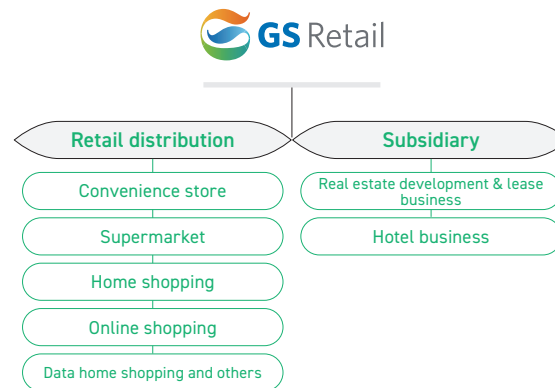 GS Retail
Retail distribution
Convenience store
Supermarket
Home shopping
Online shopping
Data home shopping and others
Subsidiary
Real estate development & lease
business
Hotel business